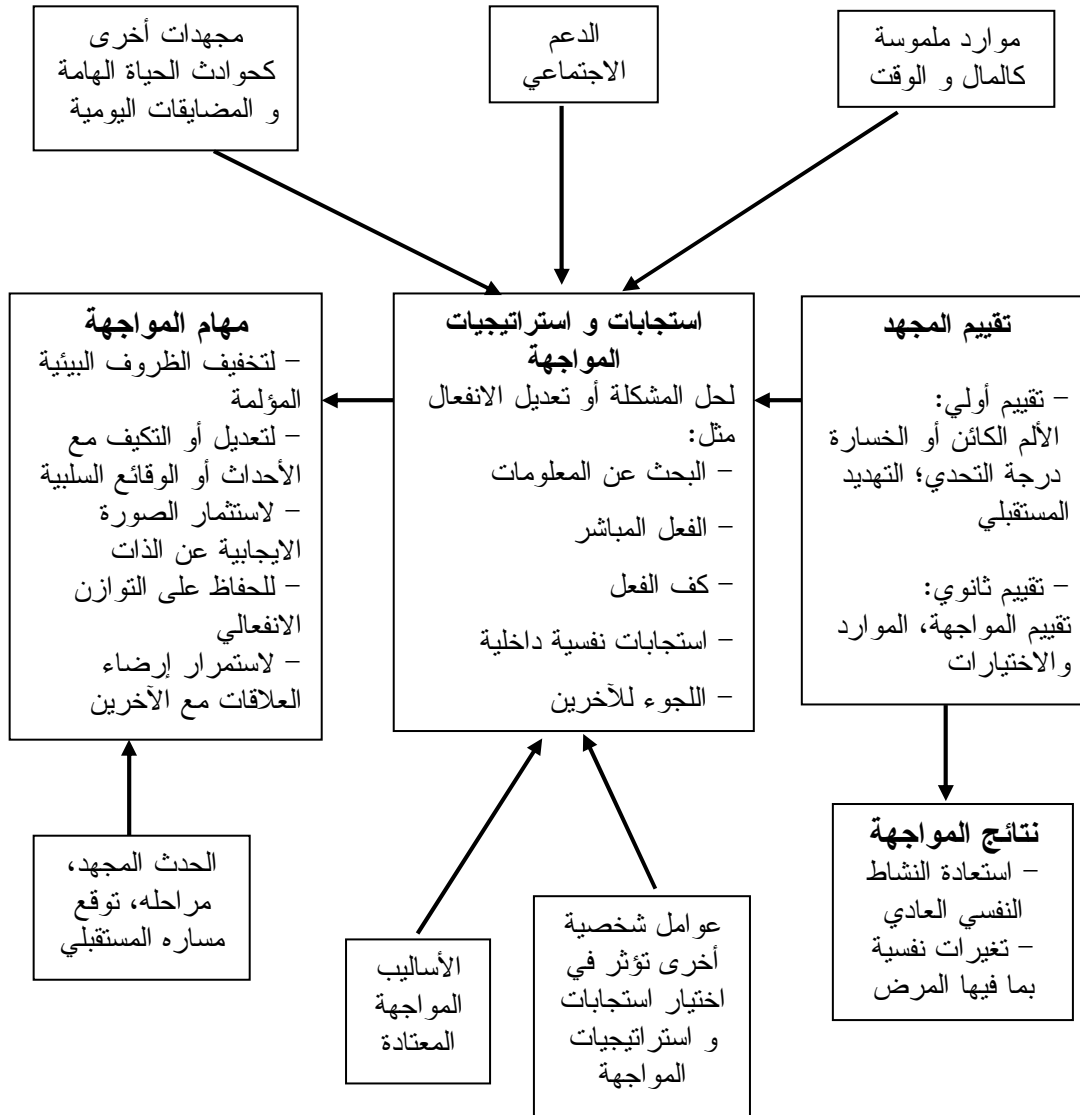 موارد ملموسة
كالمال و الوقت
الدعم
الاجتماعي
مجهدات أخرى
كحوادث الحياة الهامة
و المضايقات اليومية
تقييم المجهد
– تقييم أولي:
الألم الكائن أو الخسارة
درجة التحدي؛ التهديد
المستقبلي
– تقييم ثانوي:
تقييم المواجهة، الموارد
والاختيارات
استجابات و استراتيجيات
المواجهة
لحل المشكلة أو تعديل الانفعال
مثل:
– البحث عن المعلومات
– الفعل المباشر
– كف الفعل
– استجابات نفسية داخلية
– اللجوء للآخرين
مهام المواجهة
– لتخفيف الظروف البيئية
المؤلمة
– لتعديل أو التكيف مع
الأحداث أو الوقائع السلبية
– لاستثمار الصورة
الايجابية عن الذات
– للحفاظ على التوازن
الانفعالي
– لاستمرار إرضاء
العلاقات مع الآخرين
نتائج المواجهة
– استعادة النشاط
النفسي العادي
– تغيرات نفسية
بما فيها المرض
عوامل شخصية
أخرى تؤثر في
اختيار استجابات
و استراتيجيات
المواجهة
الأساليب
المواجهة
المعتادة
الحدث المجهد،
مراحله، توقع
مساره المستقبلي